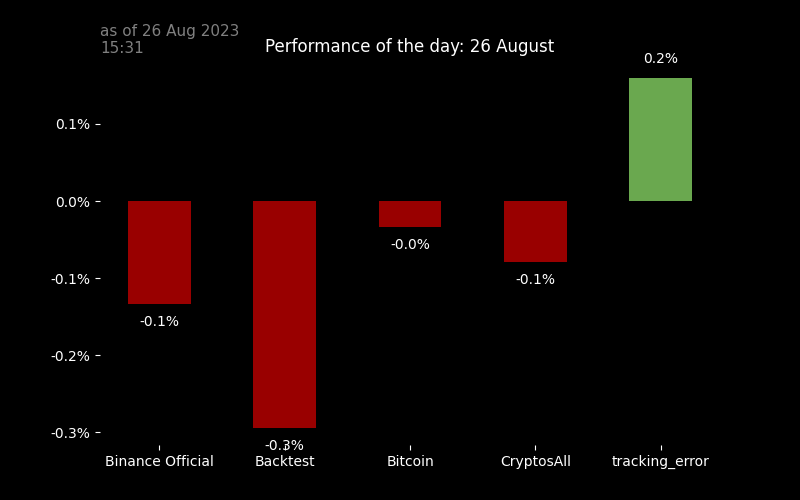 as of 26 Aug 2023
15:31
Performance of the day: 26 August
0.2%
0.1%
0.0%
-0.0%
-0.1%
-0.1%
-0.1%
-0.2%
-0.3%
-0.3%
Binance Official
Backtest
Bitcoin
CryptosAll
tracking_error